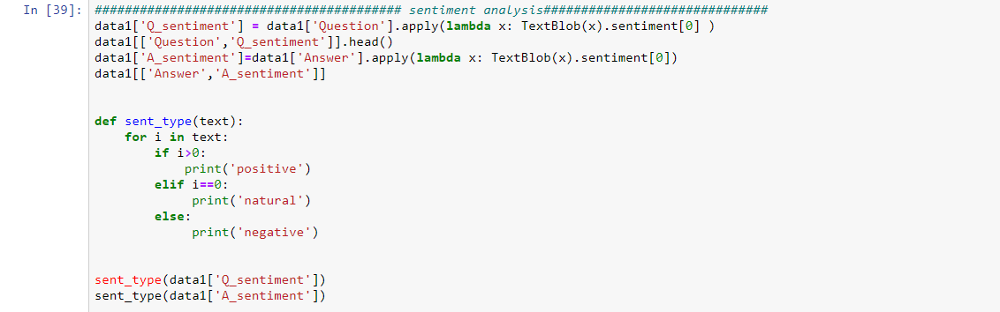 In [39]: ######################################### sentiment analysis##############################
data1['Q_sentiment'] = data1['Question'].apply(lambda x: TextBlob(x).sentiment[0] )
data1[['Question','Q_sentiment']].head()
data1['A_sentiment']=data1['Answer'].apply(lambda x: TextBlob(x).sentiment[0])
data1[['Answer','A_sentiment']]
def sent_type(text):
    for i in text:
        if i>0:
            print('positive')
        elif i==0:
             print('natural')
        else:
             print('negative')
sent_type(data1['Q_sentiment'])
sent_type(data1['A_sentiment'])